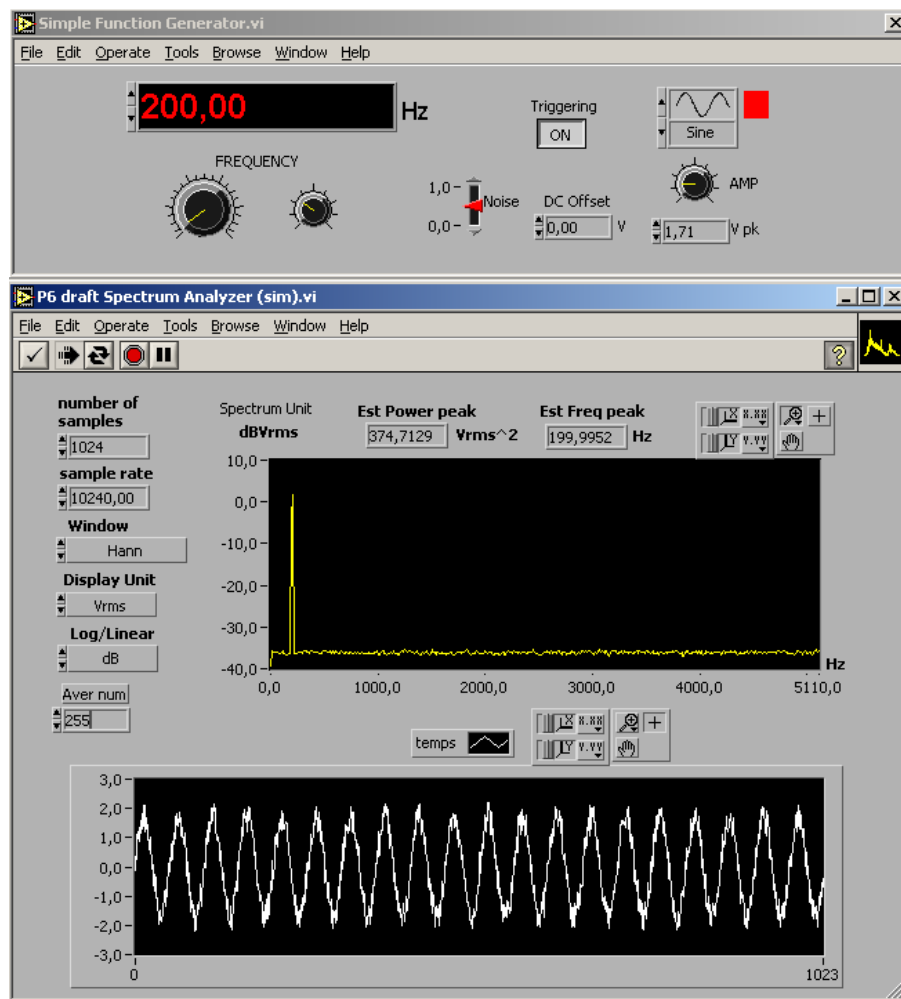 Simple Function Generator.vi
File Edit Operate Tools Browse Window Help
200,00 Hz
Triggering
ON
Sine
FREQUENCY
AMP
1,0
Noise
0,0
DC Offset
0,00 V
1,71 V pk
P6 draft Spectrum Analyzer (sim).vi
File Edit Operate Tools Browse Window Help
number of
samples
1024
sample rate
10240,00
Window
Hann
Display Unit
Vrms
Log/Linear
dB
Aver num
255
Spectrum Unit
dBVrms
Est Power peak
374,7129 Vrms^2
Est Freq peak
199,9952 Hz
X X.XX
Y Y.YY
10,0
0,0
-10,0
-20,0
-30,0
-40,0
Hz
0,0 1000,0 2000,0 3000,0 4000,0 5110,0
temps
X X.XX
Y Y.YY
3,0
2,0
1,0
0,0
-1,0
-2,0
-3,0
0 1023